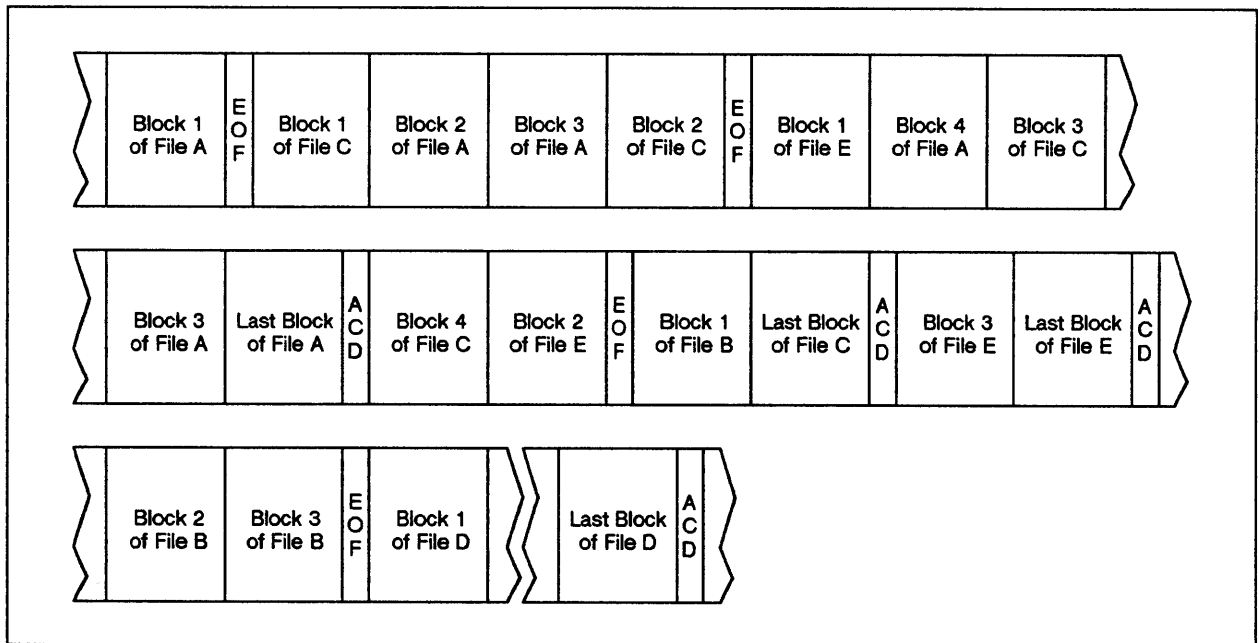 Block 1
of File A
E
O
F
Block 1
of File C
Block 2
of File A
Block 3
of File A
Block 2
of File C
E
O
F
Block 1
of File E
Block 4
of File A
Block 3
of File C
Block 3
of File A
Last Block
of File A
A
C
D
Block 4
of File C
Block 2
of File E
E
O
F
Block 1
of File B
Last Block
of File C
A
C
D
Block 3
of File E
Last Block
of File E
A
C
D
Block 2
of File B
Block 3
of File B
E
O
F
Block 1
of File D
Last Block
of File D
A
C
D